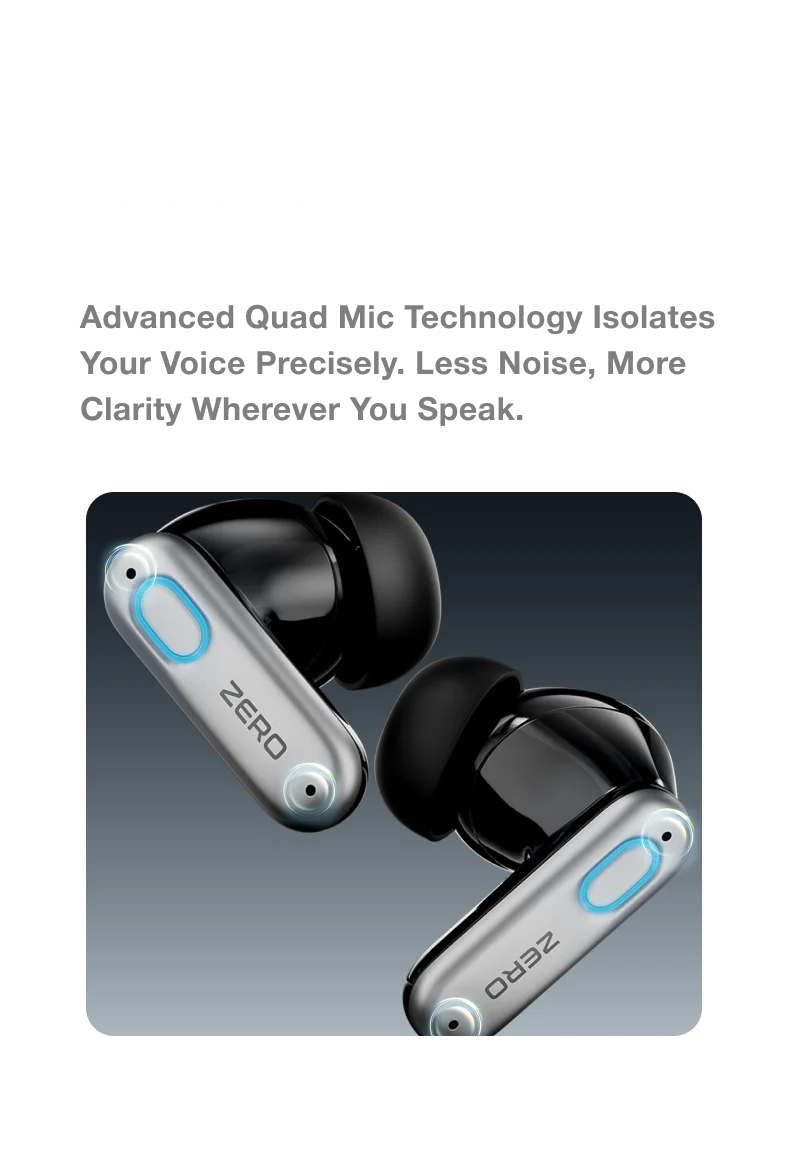 Advanced Quad Mic Technology Isolates
Your Voice Precisely. Less Noise, More
Clarity Wherever You Speak.
ZERO
ZERO